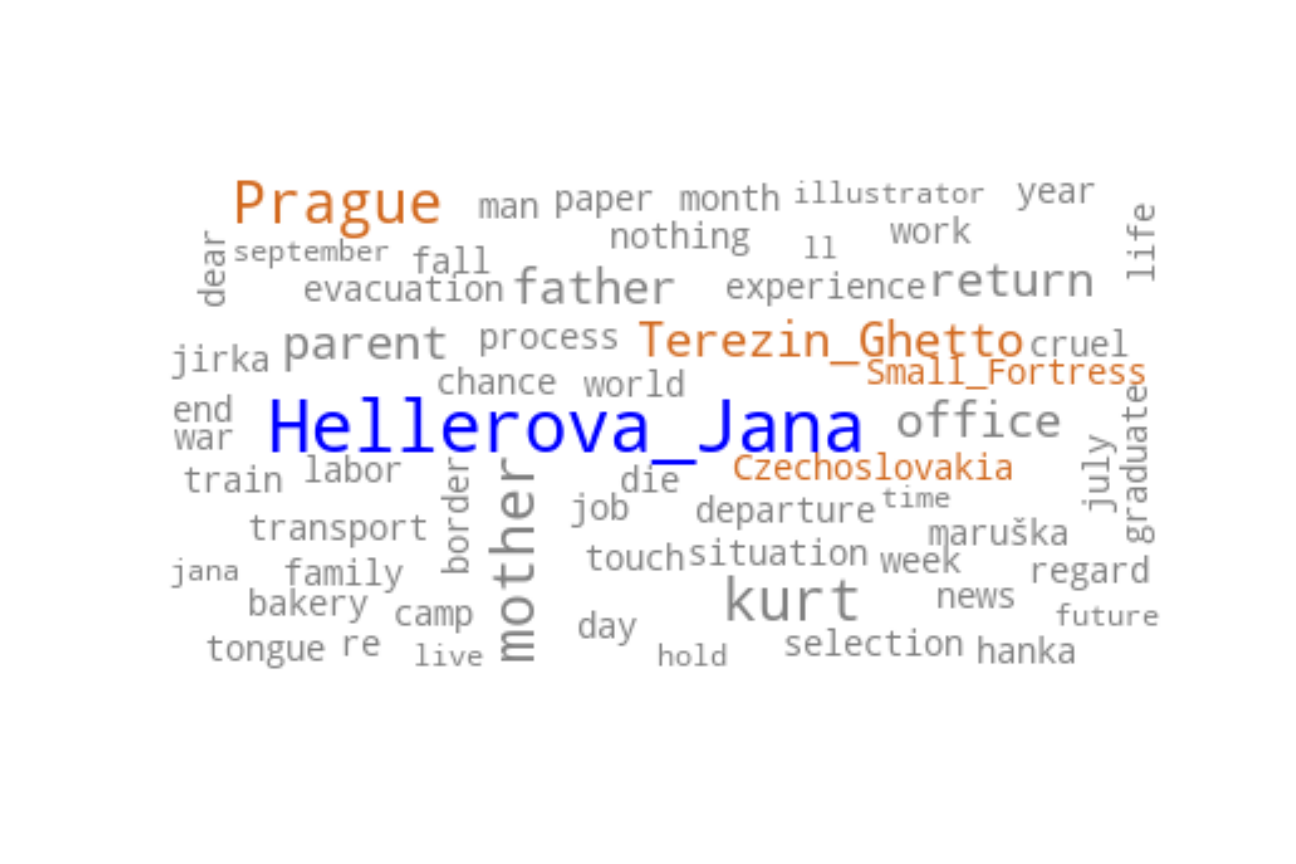 Prague man paper month illustrator year
dear september fall nothing ll work life
evacuation father experience return
jirka parent process Terezin_Ghetto cruel
chance world Small_Fortress
end war Hellerova_Jana office graduate
train labor border mother die Czechoslovakia july
transport job departure time maruška
jana family touch situation week regard
bakery camp kurt news future
tongue re live day hold selection hanka